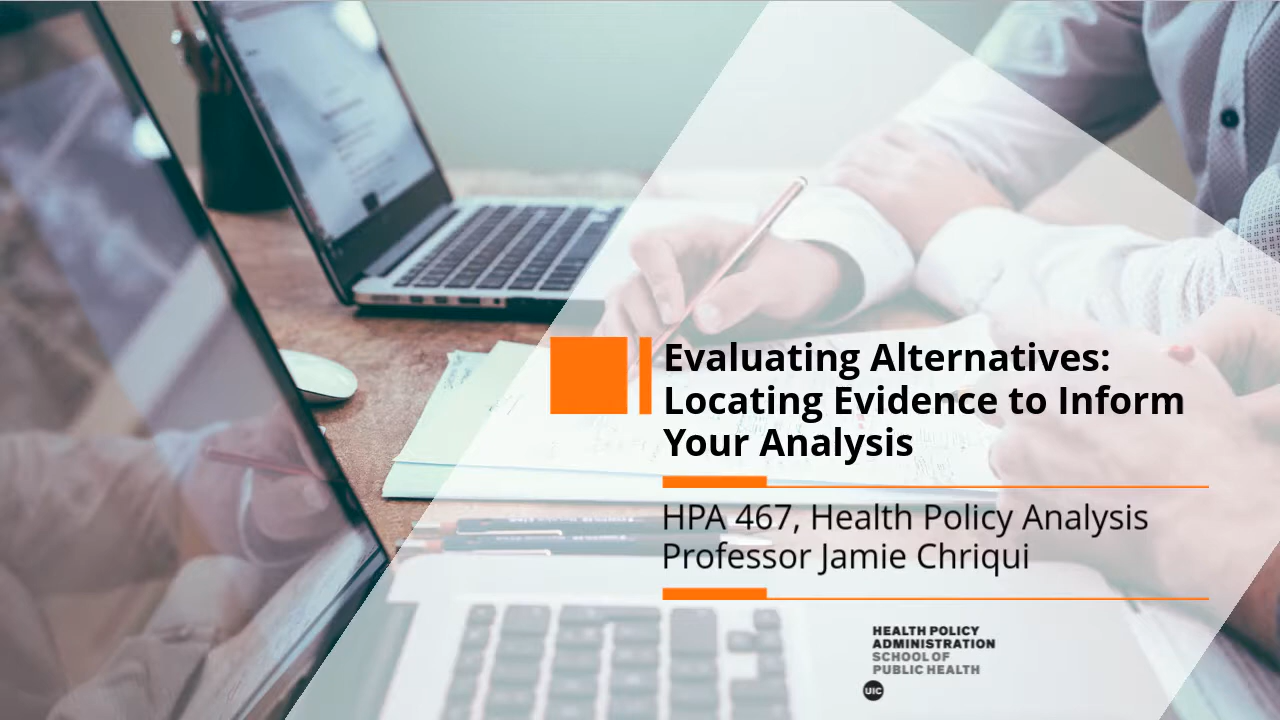 Evaluating Alternatives:
Locating Evidence to Inform
Your Analysis
HPA 467, Health Policy Analysis
Professor Jamie Chriqui
HEALTH POLICY
ADMINISTRATION
SCHOOL OF
PUBLIC HEALTH
UIC